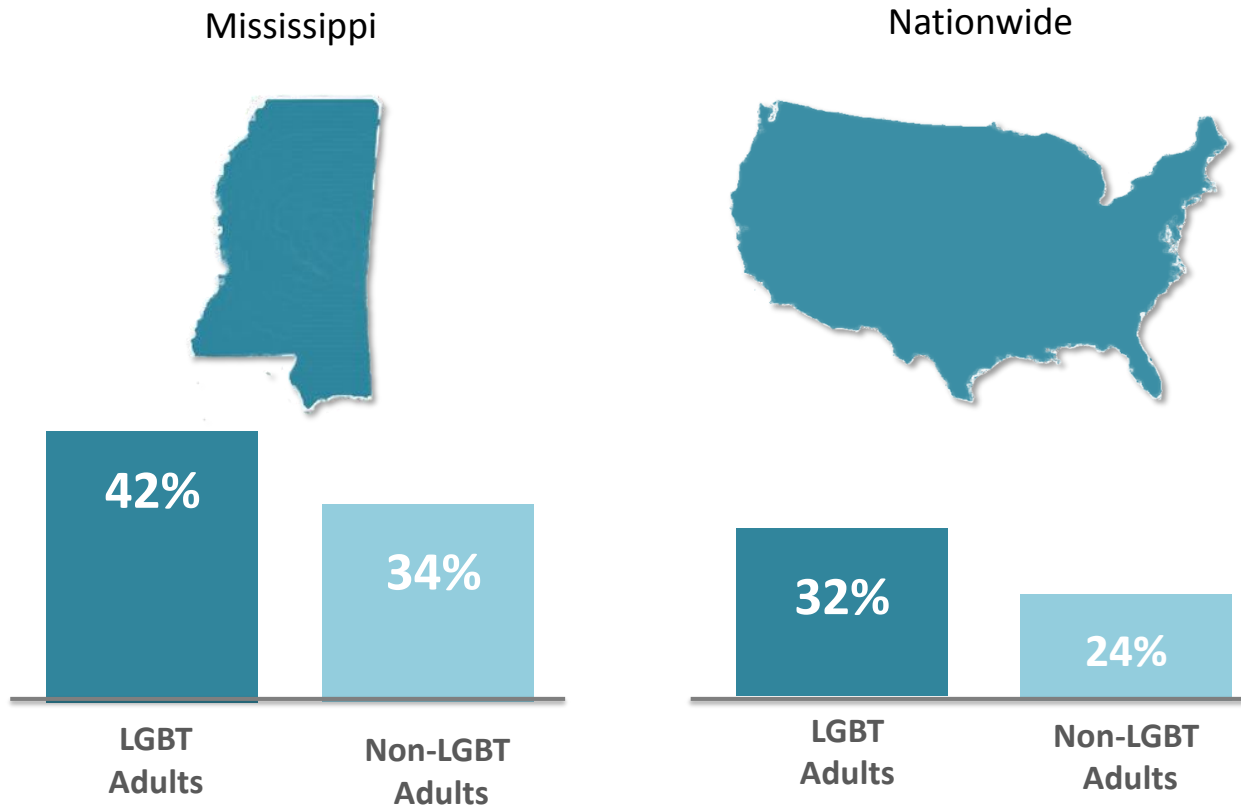 Mississippi
Nationwide
42%
34%
32%
24%
LGBT
Adults
Non-LGBT
Adults
LGBT
Adults
Non-LGBT
Adults